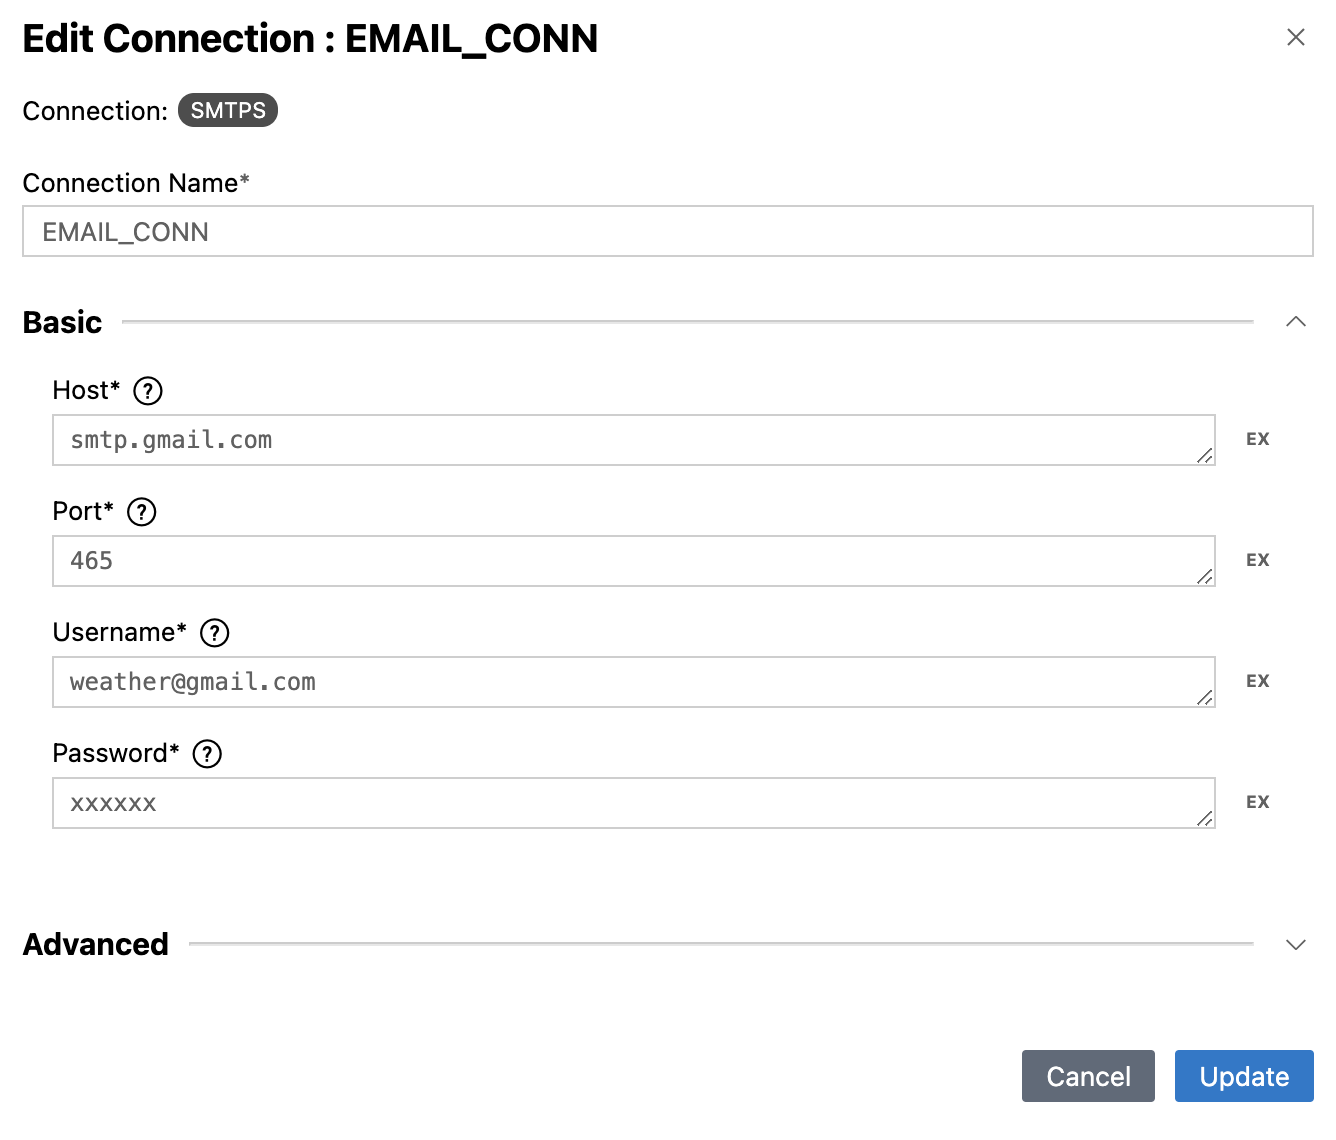 Edit Connection : EMAIL_CONN
Connection: SMTPS
Connection Name*
EMAIL_CONN
Basic
Host* ?
smtp.gmail.com EX
Port* ?
465 EX
Username* ?
weather@gmail.com EX
Password* ?
xxxxxx EX
Advanced
Cancel Update